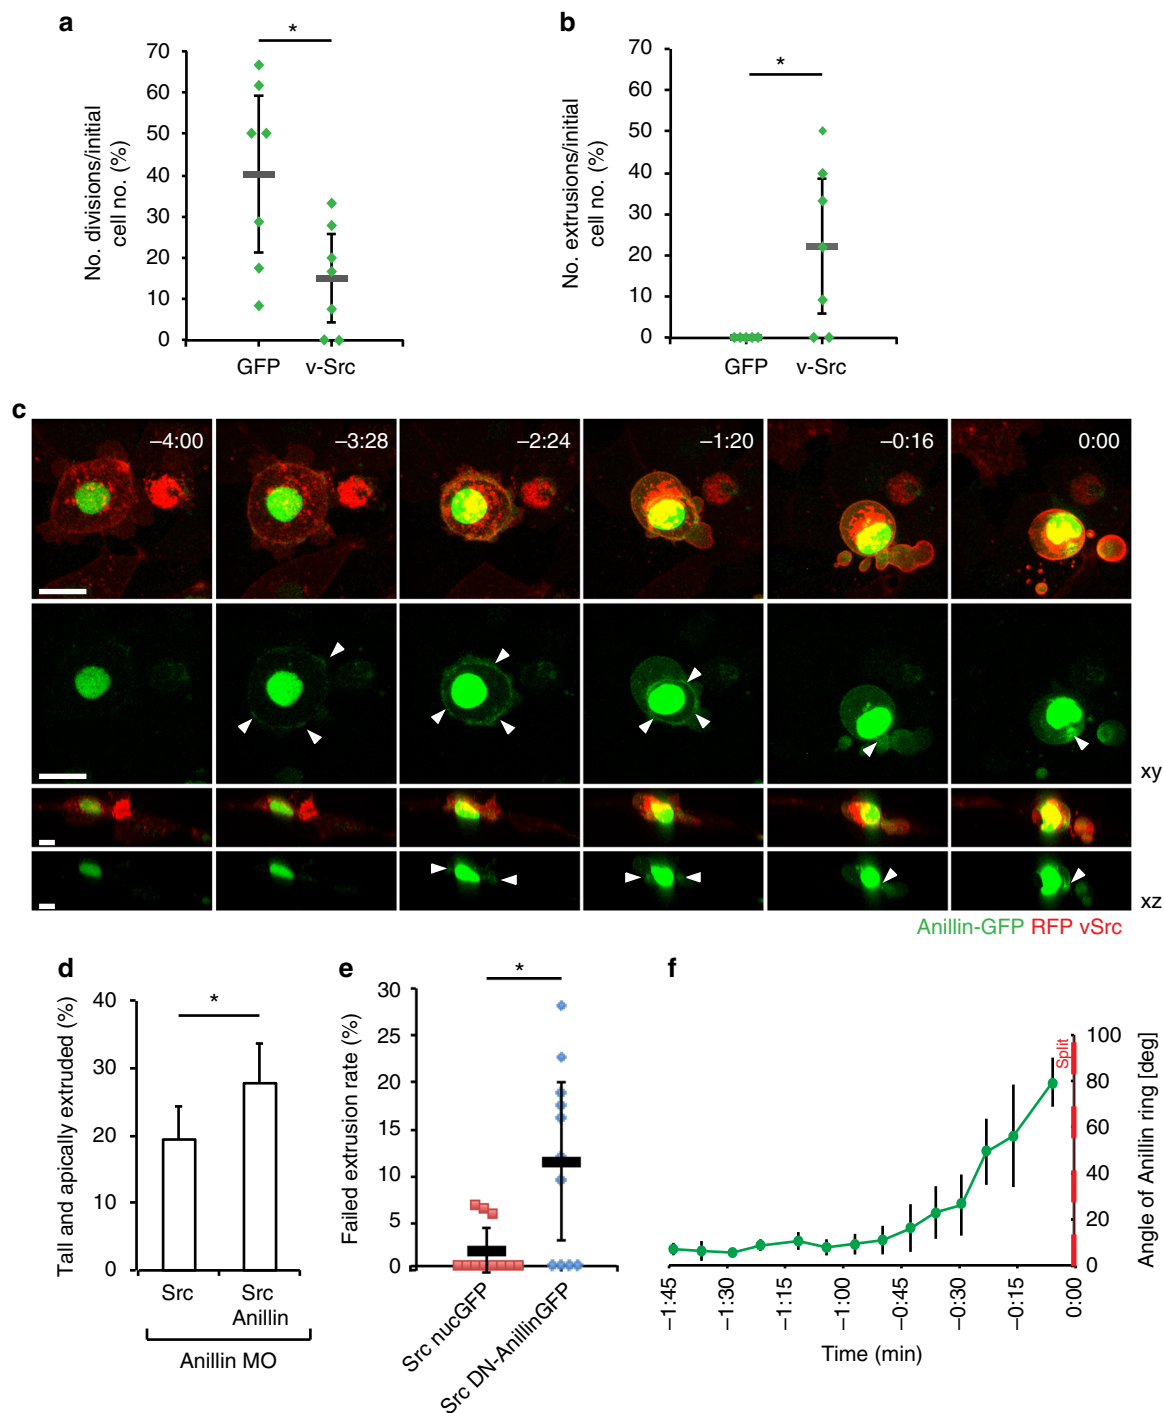 a
*
70
60
50
40
30
20
10
0
No. divisions/initial
cell no. (%)
GFP
v-Src
b
*
70
60
50
40
30
20
10
0
No. extrusions/initial
cell no. (%)
GFP
v-Src
c
–4:00
–3:28
–2:24
–1:20
–0:16
0:00
xy
xz
Anillin-GFP RFP vSrc
d
*
40
30
20
10
0
Tall and apically extruded (%)
Src
Src
Anillin
Anillin MO
e
*
30
25
20
15
10
5
0
Failed extrusion rate (%)
Src nucGFP
Src DN-AnillinGFP
f
Split
100
80
60
40
20
0
Angle of Anillin ring [deg]
–1:45
–1:30
–1:15
–1:00
–0:45
–0:30
–0:15
0:00
Time (min)